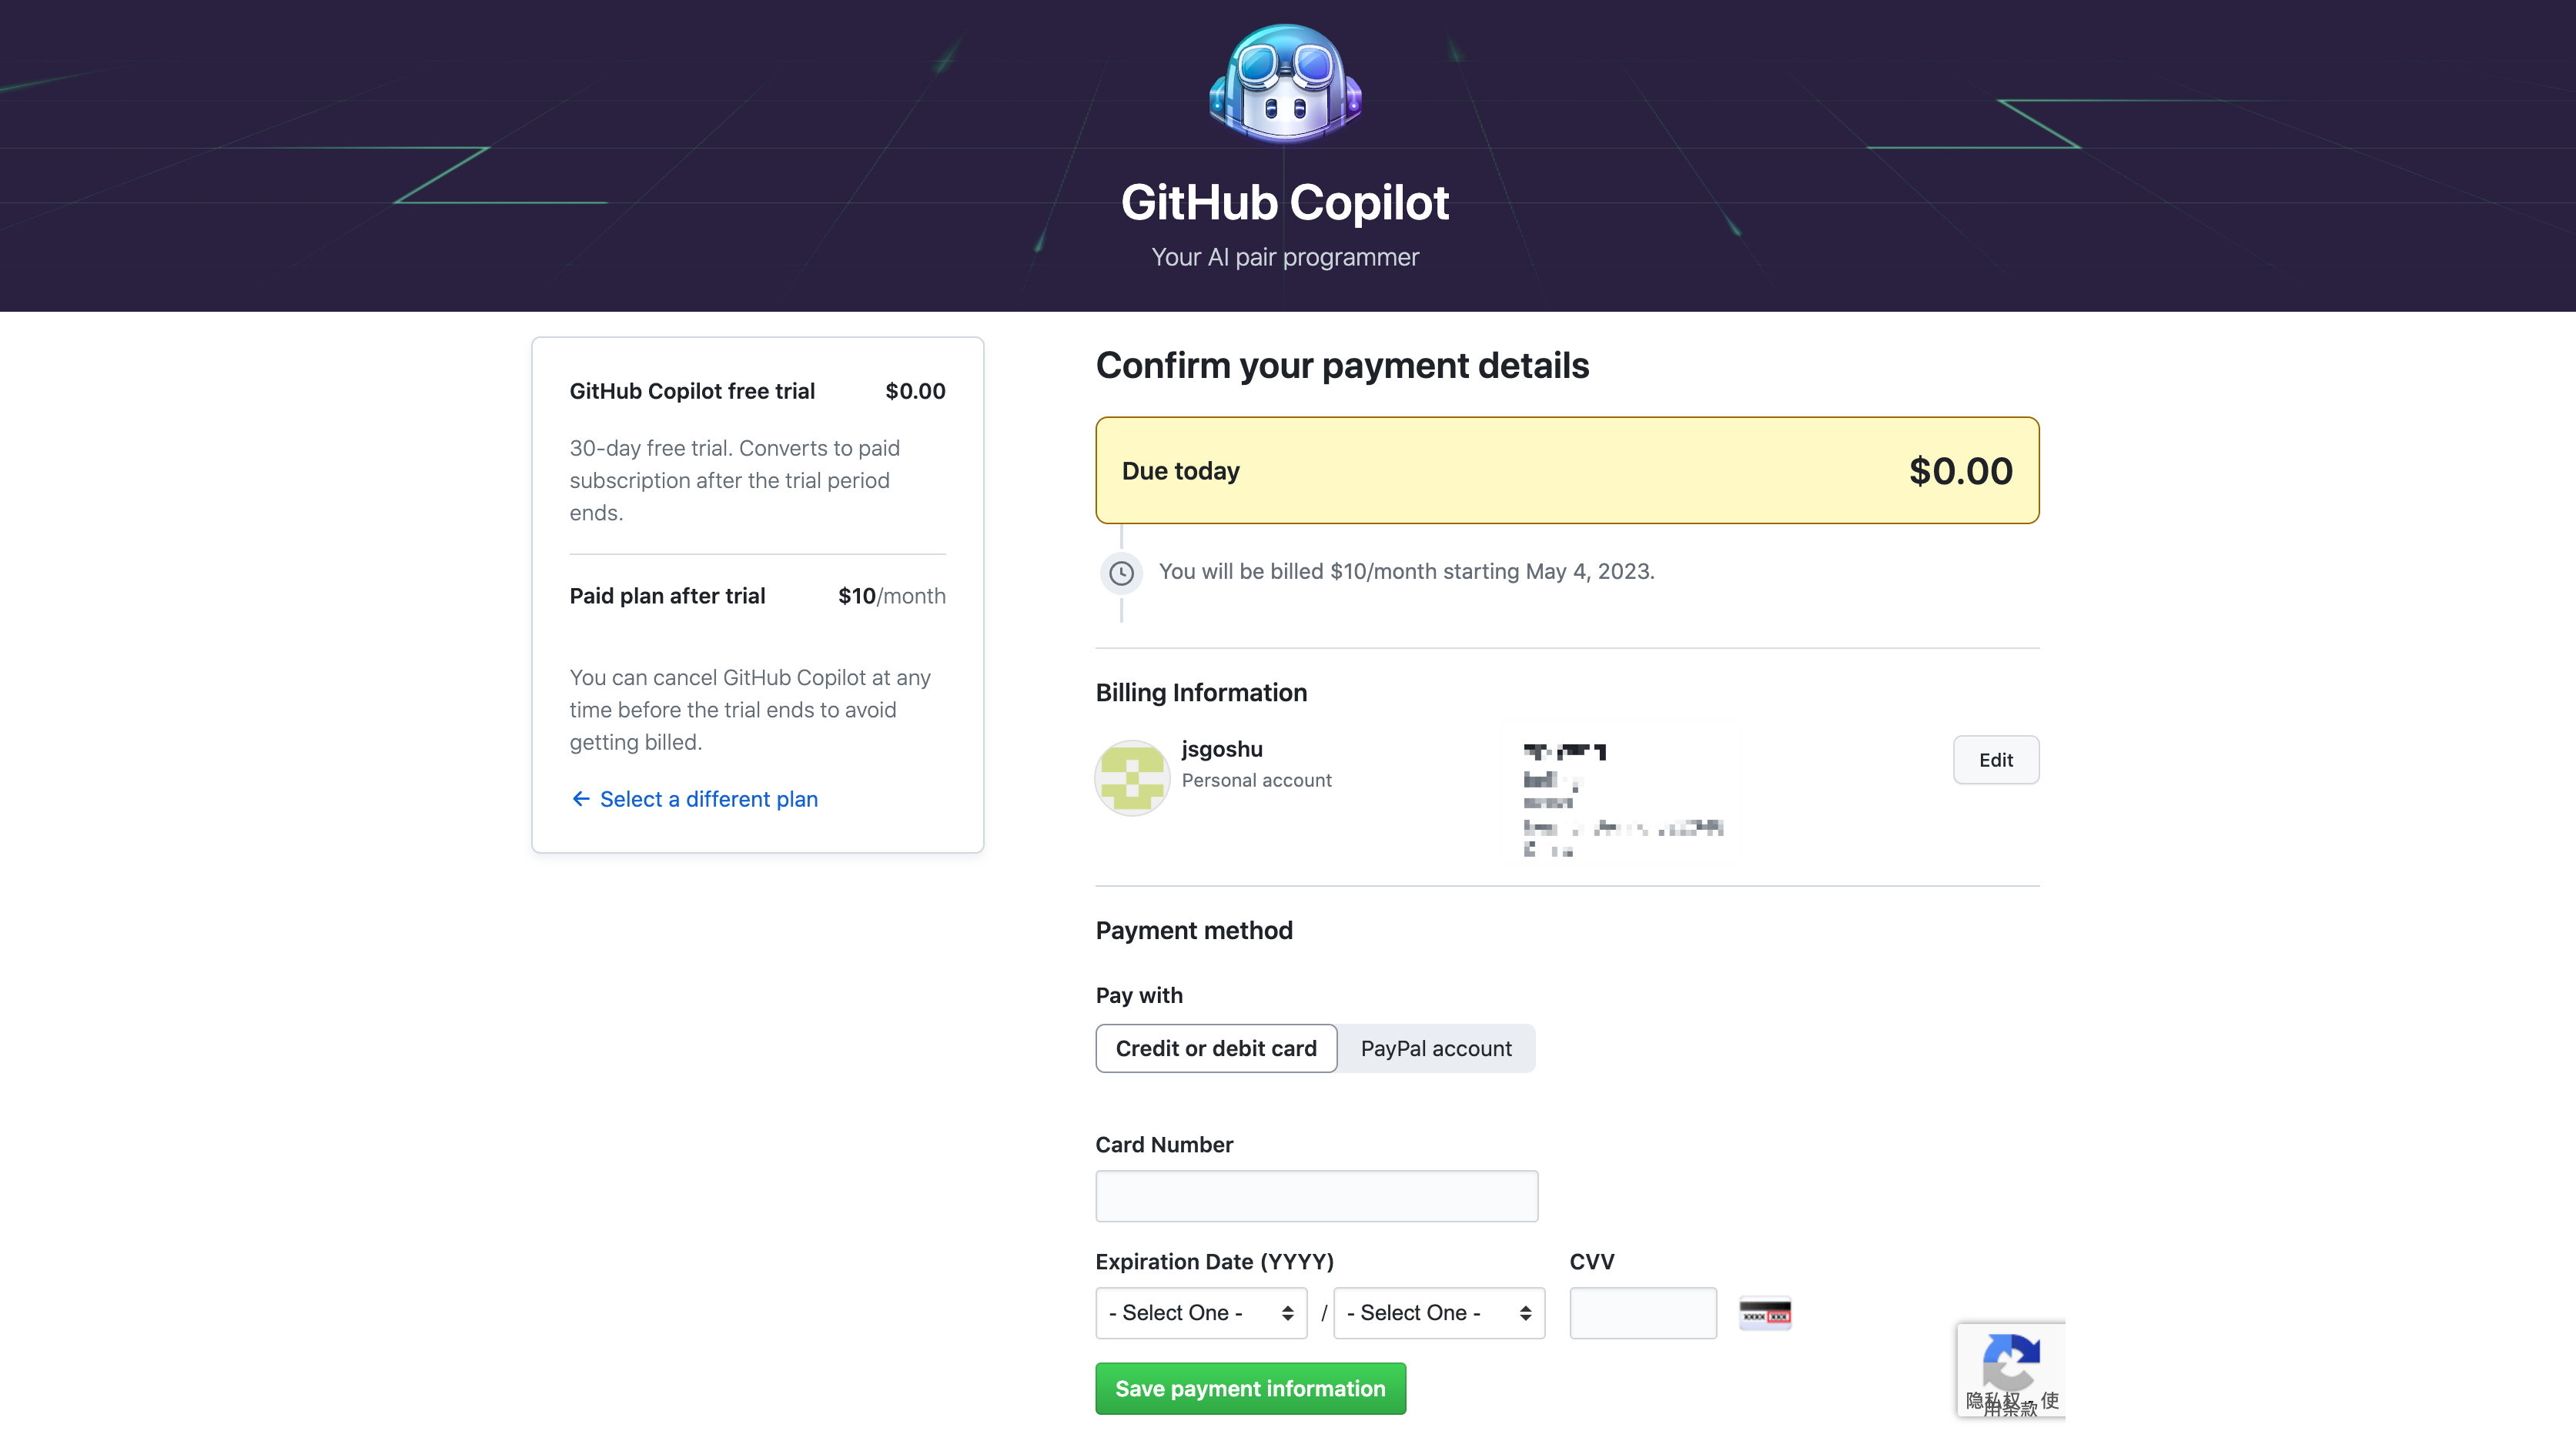 GitHub Copilot
Your AI pair programmer
GitHub Copilot free trial $0.00
30-day free trial. Converts to paid
subscription after the trial period
ends.
Paid plan after trial $10/month
You can cancel GitHub Copilot at any
time before the trial ends to avoid
getting billed.
← Select a different plan
Confirm your payment details
Due today $0.00
You will be billed $10/month starting May 4, 2023.
Billing Information
jsgoshu
Personal account
Edit
Payment method
Pay with
Credit or debit card PayPal account
Card Number
Expiration Date (YYYY) CVV
- Select One - / - Select One -
Save payment information
隐私权 - 使
用条款